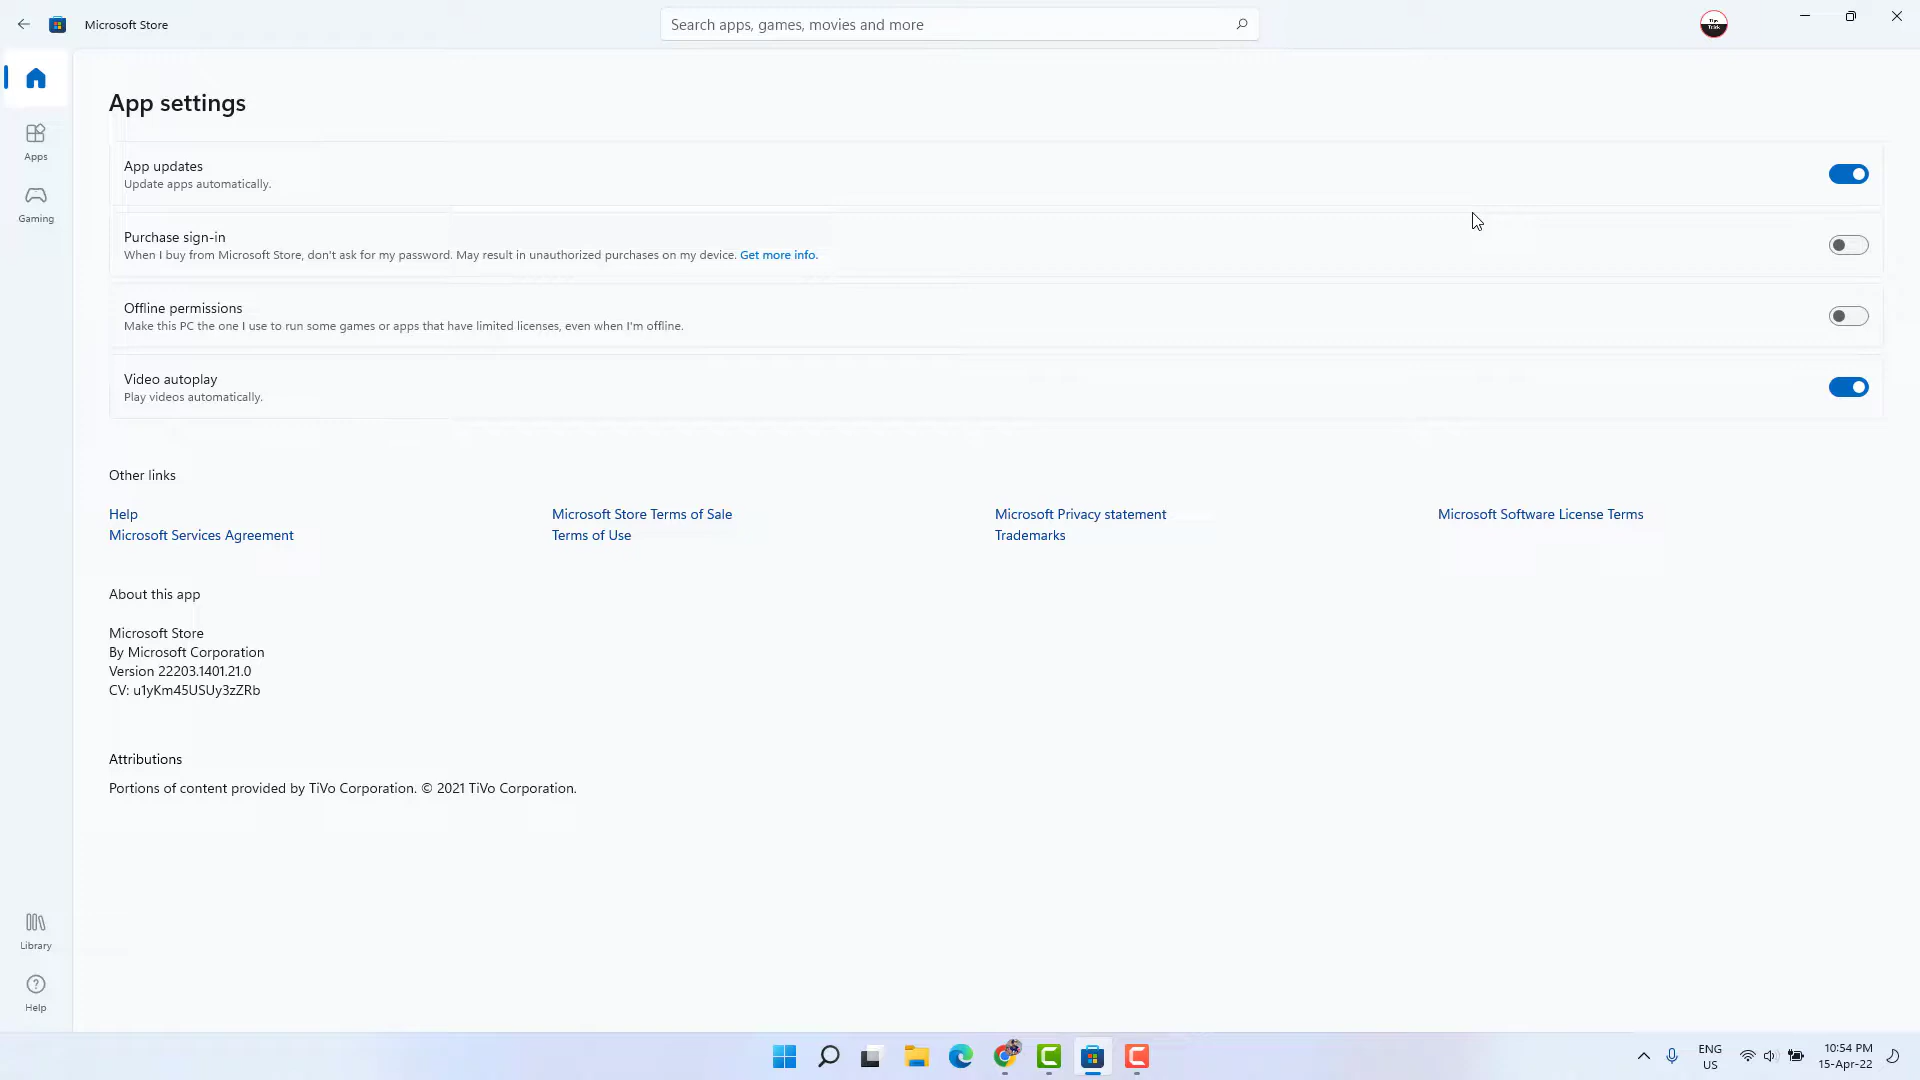 Microsoft Store
Search apps, games, movies and more
App settings
Apps
Gaming
App updates
Update apps automatically.
Purchase sign-in
When I buy from Microsoft Store, don't ask for my password. May result in unauthorized purchases on my device. Get more info.
Offline permissions
Make this PC the one I use to run some games or apps that have limited licenses, even when I'm offline.
Video autoplay
Play videos automatically.
Other links
Help
Microsoft Store Terms of Sale
Microsoft Privacy statement
Microsoft Software License Terms
Microsoft Services Agreement
Terms of Use
Trademarks
About this app
Microsoft Store
By Microsoft Corporation
Version 22203.1401.21.0
CV: u1yKm45USUy3zZRb
Attributions
Portions of content provided by TiVo Corporation. © 2021 TiVo Corporation.
Library
Help
ENG
US
10:54 PM
15-Apr-22